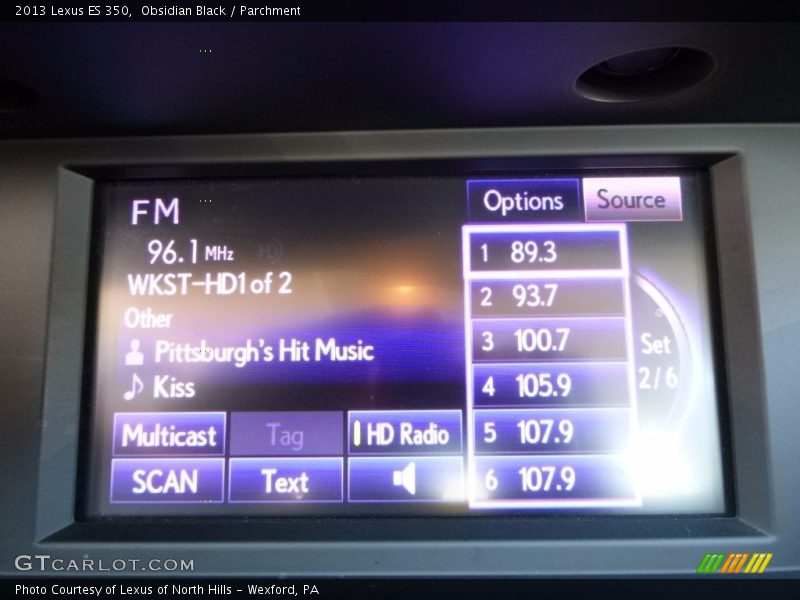 2013 Lexus ES 350,  Obsidian Black / Parchment
FM
96.1 MHz
WKST-HD1 of 2
Other
Pittsburgh's Hit Music
Kiss
Multicast
Tag
HD Radio
SCAN
Text
Options
Source
1 89.3
2 93.7
3 100.7
4 105.9
5 107.9
6 107.9
Set
2/6
GTCARLOT.COM
Photo Courtesy of Lexus of North Hills - Wexford, PA